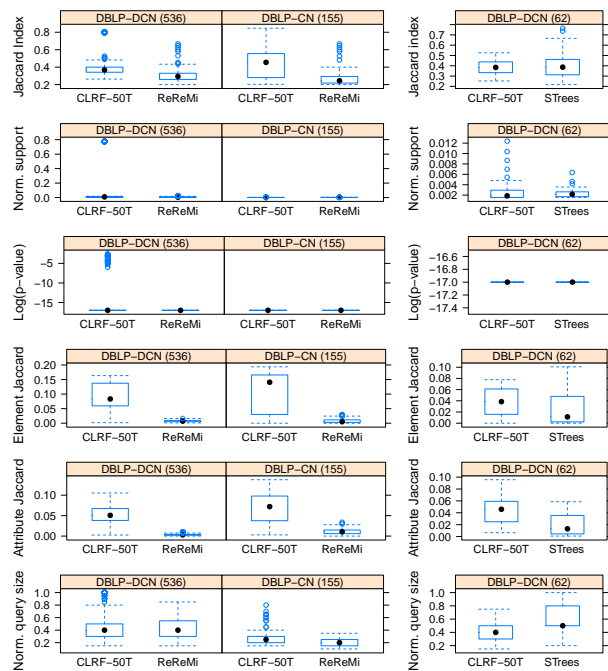 DBLP−DCN (536) DBLP−CN (155) DBLP−DCN (62)
Jaccard Index
0.8
0.6
0.4
0.2
CLRF−50T ReReMi CLRF−50T ReReMi
Jaccard Index
0.7
0.6
0.5
0.4
0.3
CLRF−50T STrees
DBLP−DCN (536) DBLP−CN (155) DBLP−DCN (62)
Norm. support
0.8
0.6
0.4
0.2
0.0
CLRF−50T ReReMi CLRF−50T ReReMi
Norm. support
0.012
0.010
0.008
0.006
0.004
0.002
CLRF−50T STrees
DBLP−DCN (536) DBLP−CN (155) DBLP−DCN (62)
Log(p−value)
−5
−10
−15
CLRF−50T ReReMi CLRF−50T ReReMi
Log(p−value)
−16.6
−16.8
−17.0
−17.2
−17.4
CLRF−50T STrees
DBLP−DCN (536) DBLP−CN (155) DBLP−DCN (62)
Element Jaccard
0.20
0.15
0.10
0.05
0.00
CLRF−50T ReReMi CLRF−50T ReReMi
Element Jaccard
0.10
0.08
0.06
0.04
0.02
0.00
CLRF−50T STrees
DBLP−DCN (536) DBLP−CN (155) DBLP−DCN (62)
Attribute Jaccard
0.10
0.05
0.00
CLRF−50T ReReMi CLRF−50T ReReMi
Attribute Jaccard
0.10
0.08
0.06
0.04
0.02
0.00
CLRF−50T STrees
DBLP−DCN (536) DBLP−CN (155) DBLP−DCN (62)
Norm. query size
1.0
0.8
0.6
0.4
0.2
CLRF−50T ReReMi CLRF−50T ReReMi
Norm. query size
1.0
0.8
0.6
0.4
0.2
CLRF−50T STrees